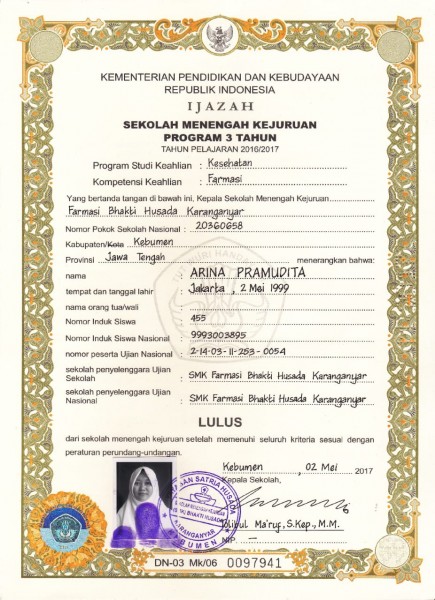 KEMENTERIAN PENDIDIKAN DAN KEBUDAYAAN
REPUBLIK INDONESIA
IJAZAH
SEKOLAH MENENGAH KEJURUAN
PROGRAM 3 TAHUN
TAHUN PELAJARAN 2016/2017
Program Studi Keahlian : Kesehatan
Kompetensi Keahlian : Farmasi
Yang bertanda tangan di bawah ini, Kepala Sekolah Menengah Kejuruan
Farmasi Bhakti Husada Karanganyar
Nomor Pokok Sekolah Nasional : 20360658
Kabupaten/Kota Kebumen
Provinsi Jawa Tengah menerangkan bahwa:
nama : ARINA PRAMUDITA
tempat dan tanggal lahir : Jakarta, 2 Mei 1999
nama orang tua/wali :
Nomor Induk Siswa : 455
Nomor Induk Siswa Nasional : 9993003895
nomor peserta Ujian Nasional : 2-14-03-11-253-0054
sekolah penyelenggara Ujian Sekolah : SMK Farmasi Bhakti Husada Karanganyar
sekolah penyelenggara Ujian Nasional : SMK Farmasi Bhakti Husada Karanganyar
LULUS
dari sekolah menengah kejuruan setelah memenuhi seluruh kriteria sesuai dengan
peraturan perundang-undangan.
Kebumen, 02 Mei 2017
Kepala Sekolah,
Ma'ruf, S.Kep., M.M.
NIP. —
DN-03 Mk/06 0097941